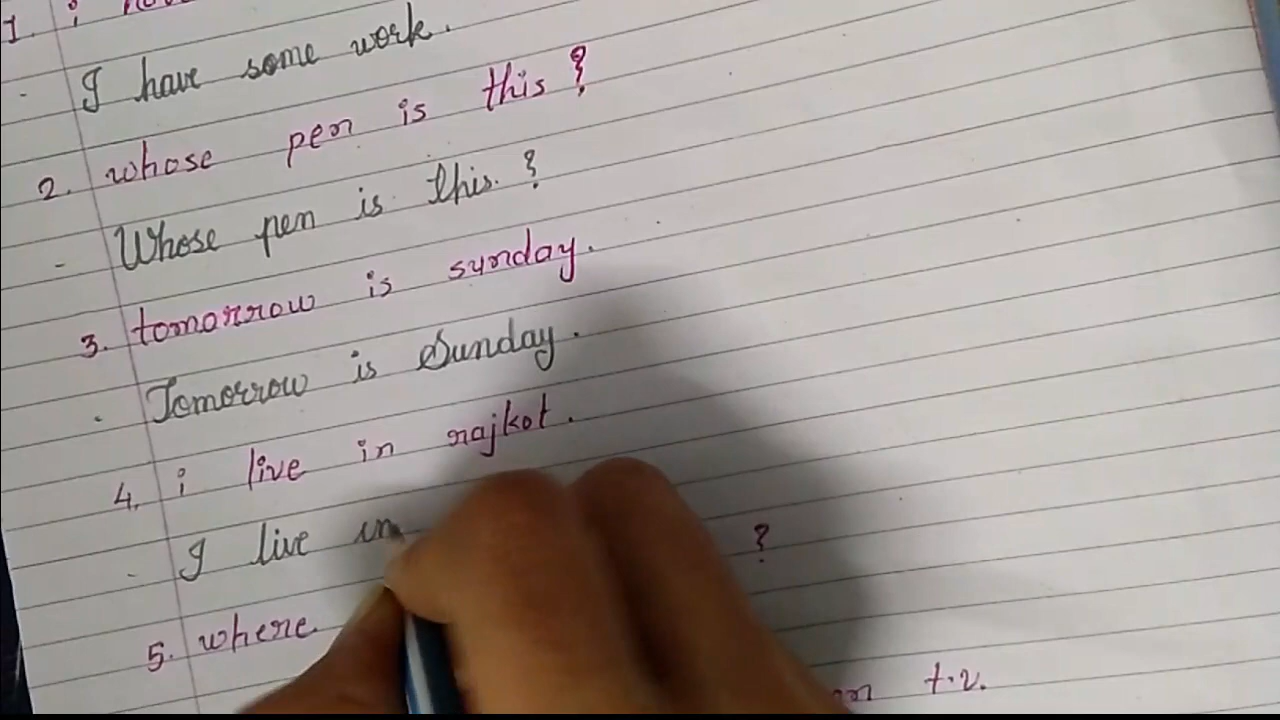 1. i
I have some work.
2. whose pen is this?
Whose pen is this.?
3. tomorrow is sunday.
Tomorrow is Sunday.
4. i live in rajkot.
I live in
5. where ?
on t.v.